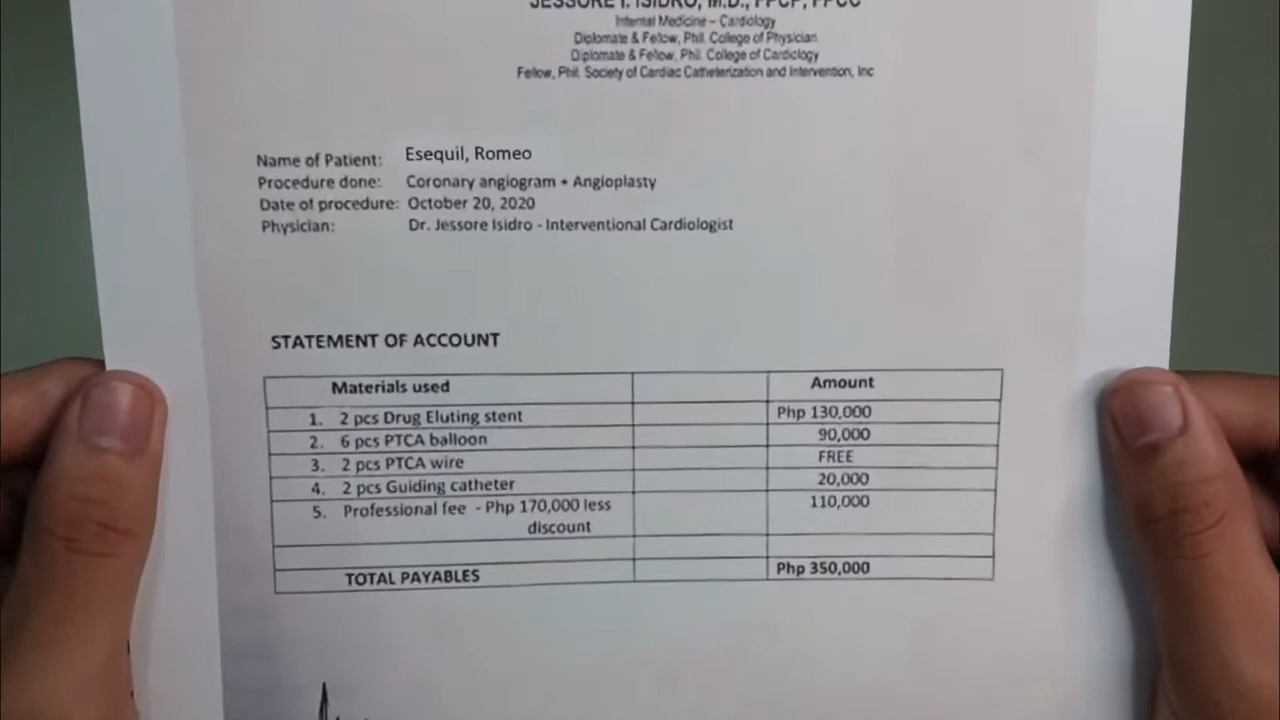 JESSORE I. ISIDRO, M.D., FPCP, FPCC
Internal Medicine – Cardiology
Diplomate & Fellow, Phil. College of Physician
Diplomate & Fellow, Phil. College of Cardiology
Fellow, Phil. Society of Cardiac Catheterization and Intervention, Inc
Name of Patient: Esequil, Romeo
Procedure done: Coronary angiogram + Angioplasty
Date of procedure: October 20, 2020
Physician: Dr. Jessore Isidro - Interventional Cardiologist
STATEMENT OF ACCOUNT
Materials used Amount
1. 2 pcs Drug Eluting stent Php 130,000
2. 6 pcs PTCA balloon 90,000
3. 2 pcs PTCA wire FREE
4. 2 pcs Guiding catheter 20,000
5. Professional fee - Php 170,000 less 110,000
discount
TOTAL PAYABLES Php 350,000